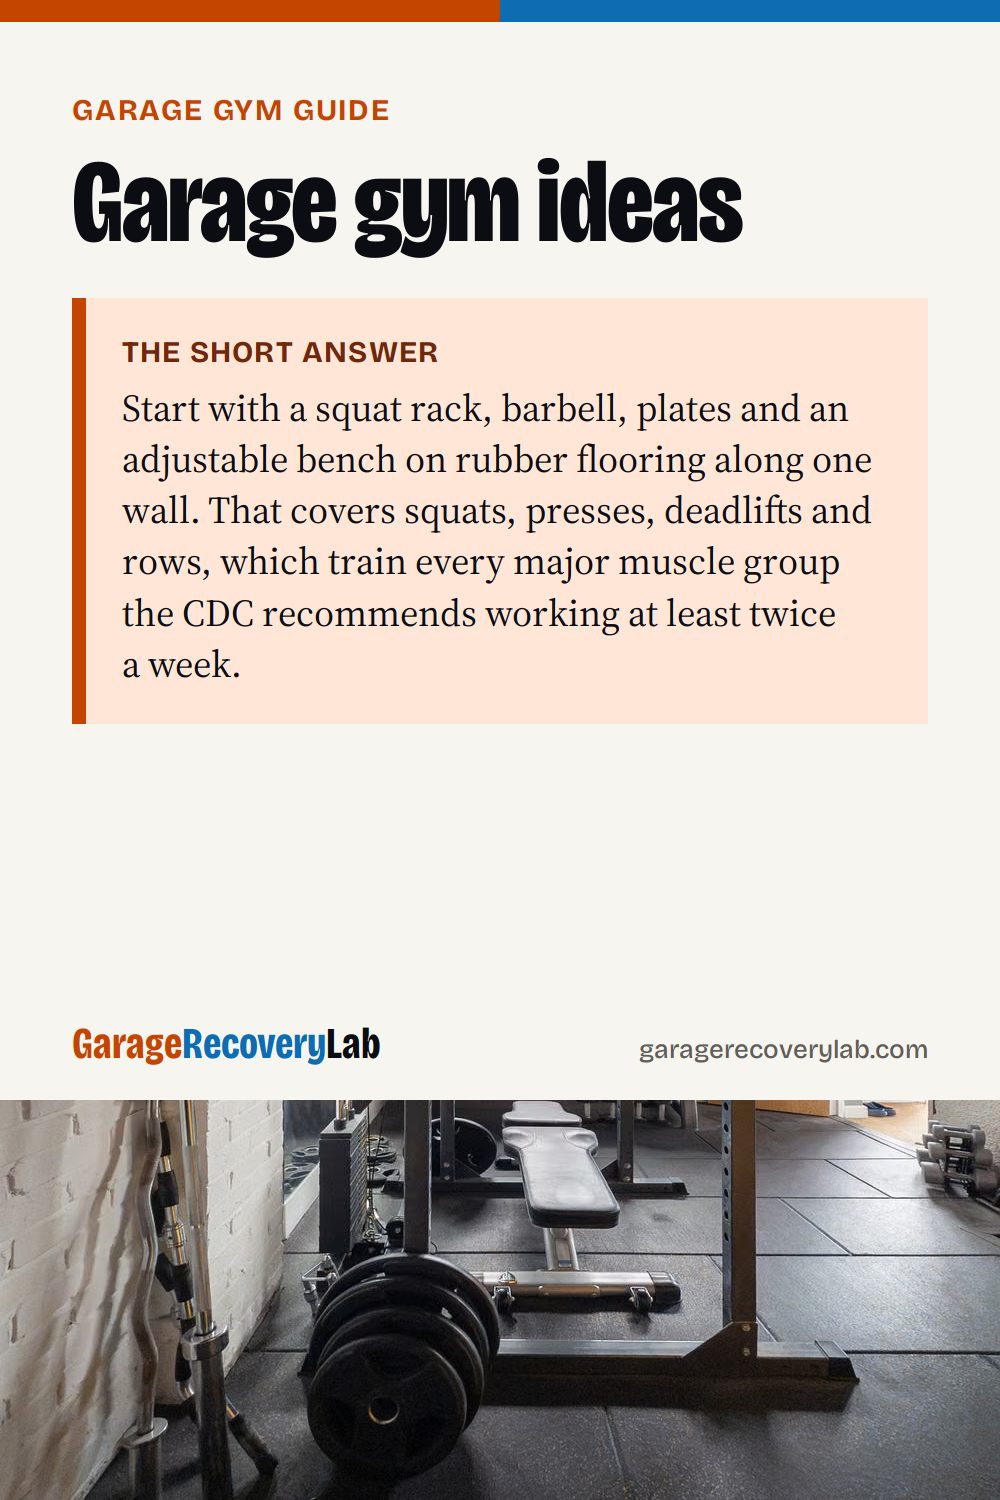 GARAGE GYM GUIDE
Garage gym ideas
THE SHORT ANSWER
Start with a squat rack, barbell, plates and an
adjustable bench on rubber flooring along one
wall. That covers squats, presses, deadlifts and
rows, which train every major muscle group
the CDC recommends working at least twice
a week.
GarageRecoveryLab
garagerecoverylab.com